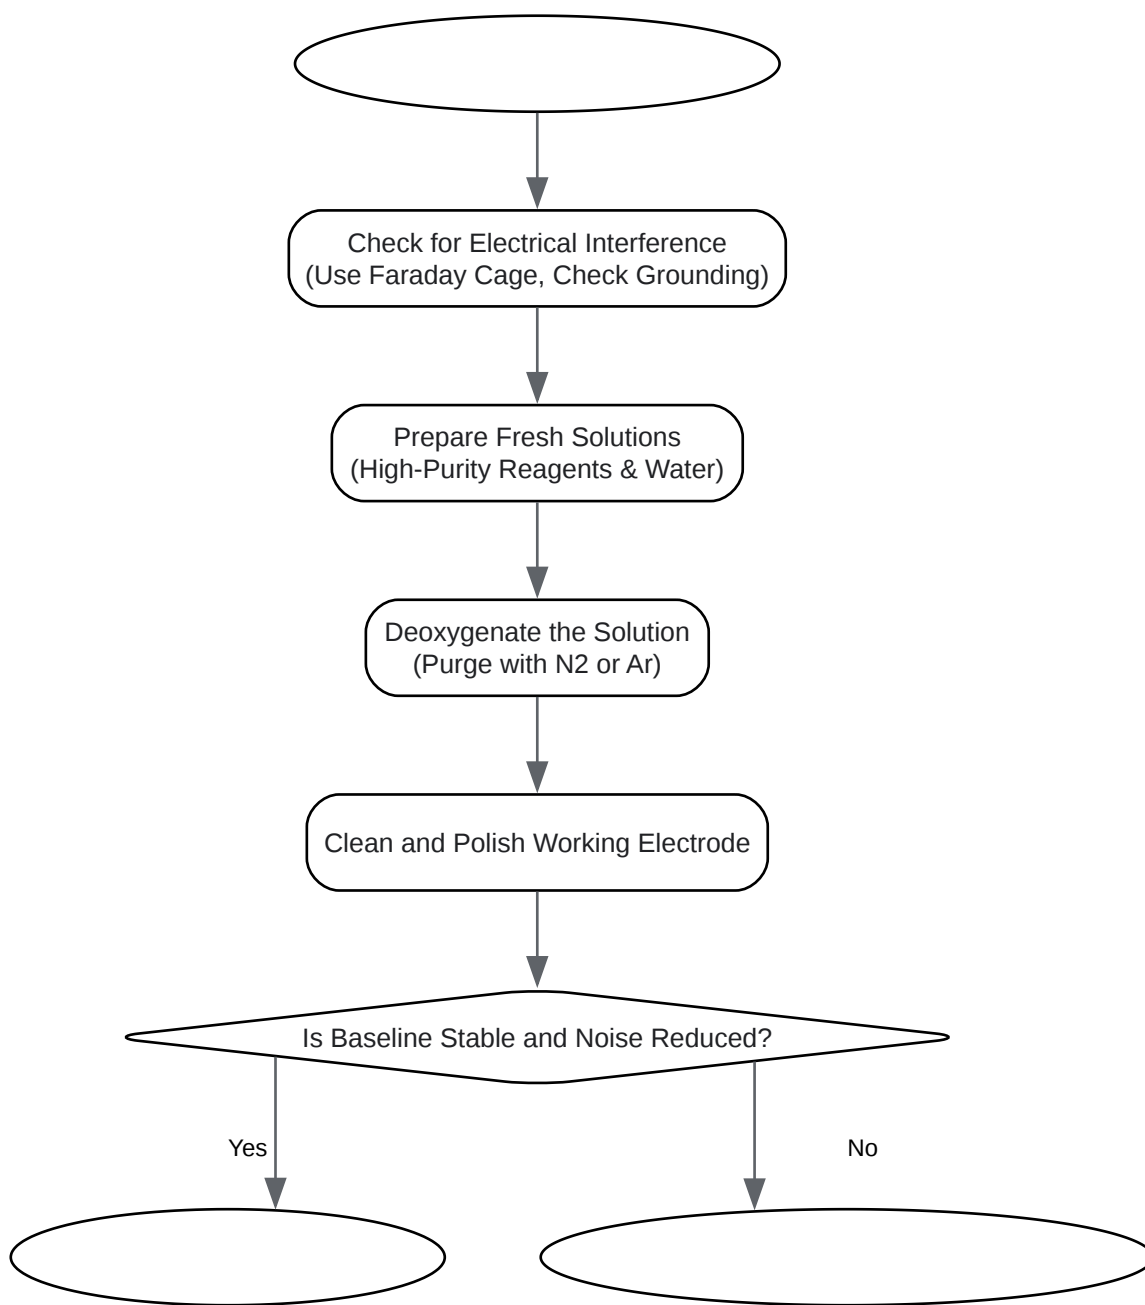 Check for Electrical Interference
(Use Faraday Cage, Check Grounding)
Prepare Fresh Solutions
(High-Purity Reagents & Water)
Deoxygenate the Solution
(Purge with N2 or Ar)
Clean and Polish Working Electrode
Is Baseline Stable and Noise Reduced?
Yes
No